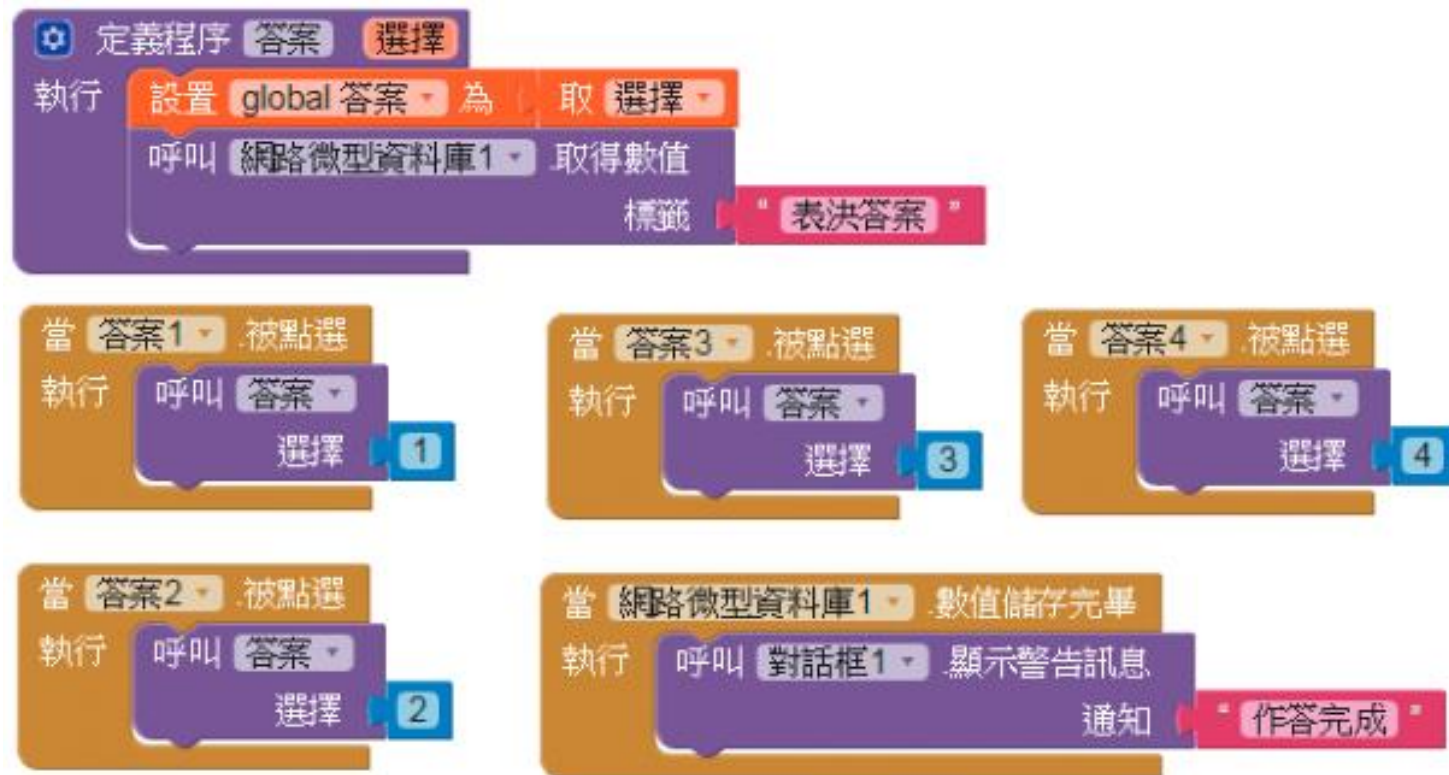 定義程序 答案 選擇
執行 設置 global 答案 為 取 選擇
呼叫 網路微型資料庫1 .取得數值
標籤 " 表決答案 "
當 答案1 .被點選
執行 呼叫 答案
選擇 1
當 答案3 .被點選
執行 呼叫 答案
選擇 3
當 答案4 .被點選
執行 呼叫 答案
選擇 4
當 答案2 .被點選
執行 呼叫 答案
選擇 2
當 網路微型資料庫1 .數值儲存完畢
執行 呼叫 對話框1 .顯示警告訊息
通知 " 作答完成 "